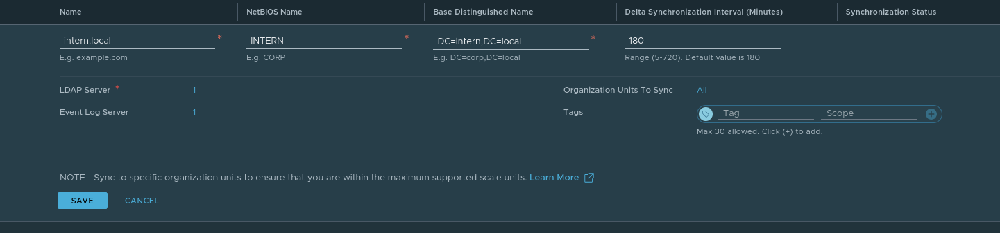 Name NetBIOS Name Base Distinguished Name Delta Synchronization Interval (Minutes) Synchronization Status
intern.local * INTERN * DC=intern,DC=local * 180
E.g. example.com E.g. CORP E.g. DC=corp,DC=local Range (5-720). Default value is 180
LDAP Server * 1 Organization Units To Sync All
Event Log Server 1 Tags Tag Scope
Max 30 allowed. Click (+) to add.
NOTE - Sync to specific organization units to ensure that you are within the maximum supported scale units. Learn More
SAVE CANCEL